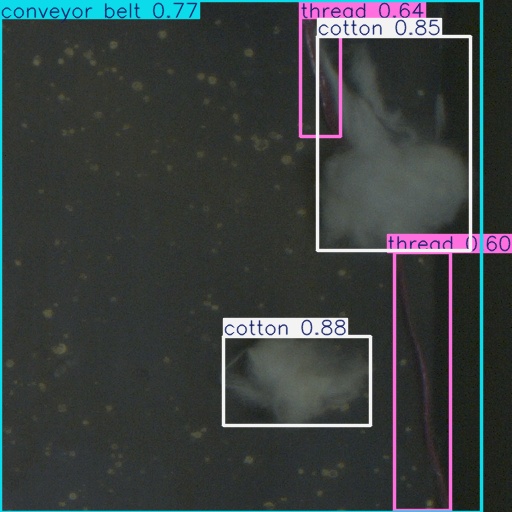 conveyor belt 0.77
thread 0.64
cotton 0.85
thread 0.60
cotton 0.88